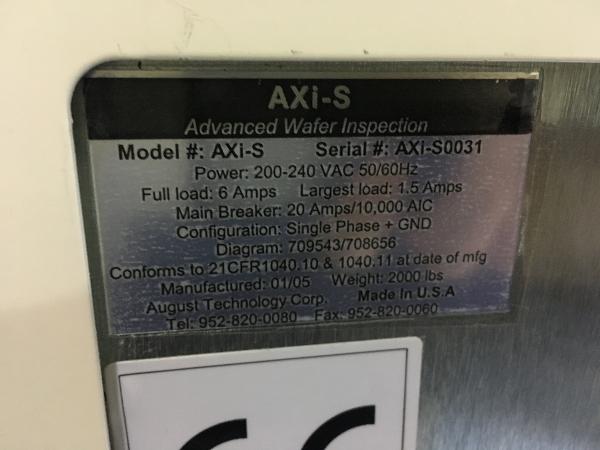 AXi-S
Advanced Wafer Inspection
Model #: AXi-S Serial #: AXi-S0031
Power: 200-240 VAC 50/60Hz
Full load: 6 Amps Largest load: 1.5 Amps
Main Breaker: 20 Amps/10,000 AIC
Configuration: Single Phase + GND
Diagram: 709543/708656
Conforms to 21CFR1040.10 & 1040.11 at date of mfg
Manufactured: 01/05 Weight: 2000 lbs
August Technology Corp. Made In U.S.A
Tel: 952-820-0080 Fax: 952-820-0060
CE